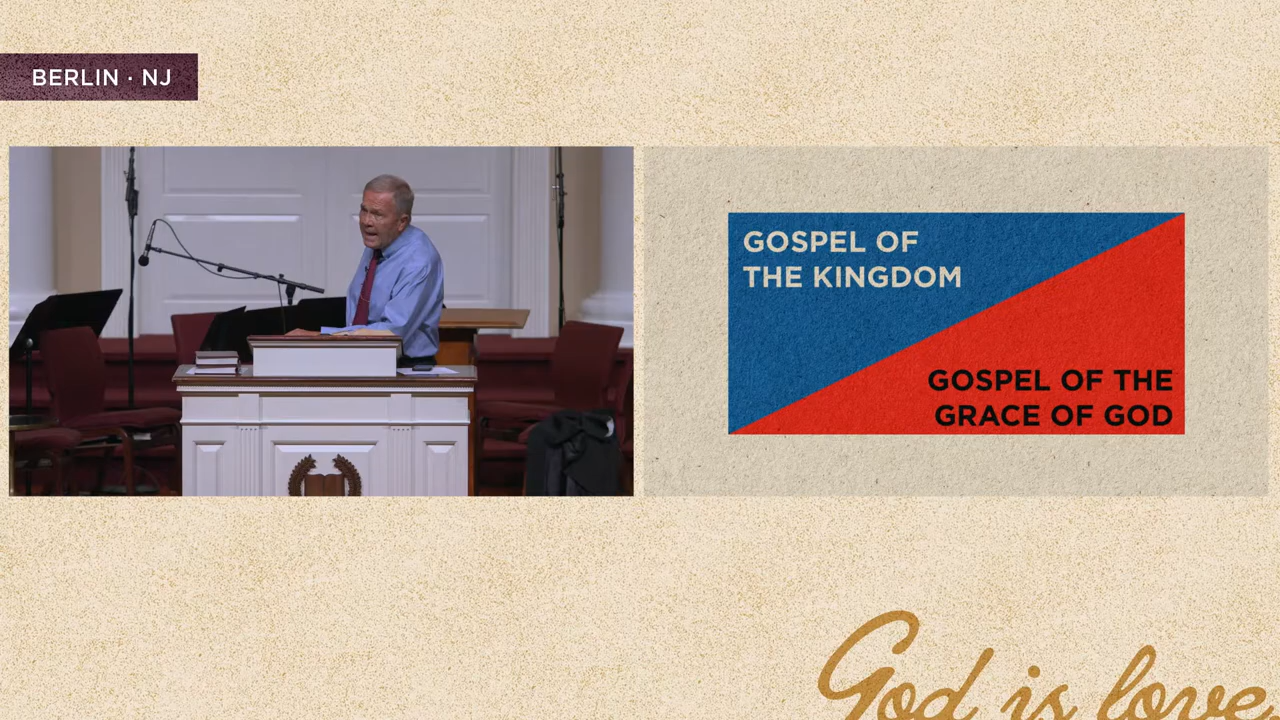 BERLIN · NJ
GOSPEL OF
THE KINGDOM
GOSPEL OF THE
GRACE OF GOD
God is love